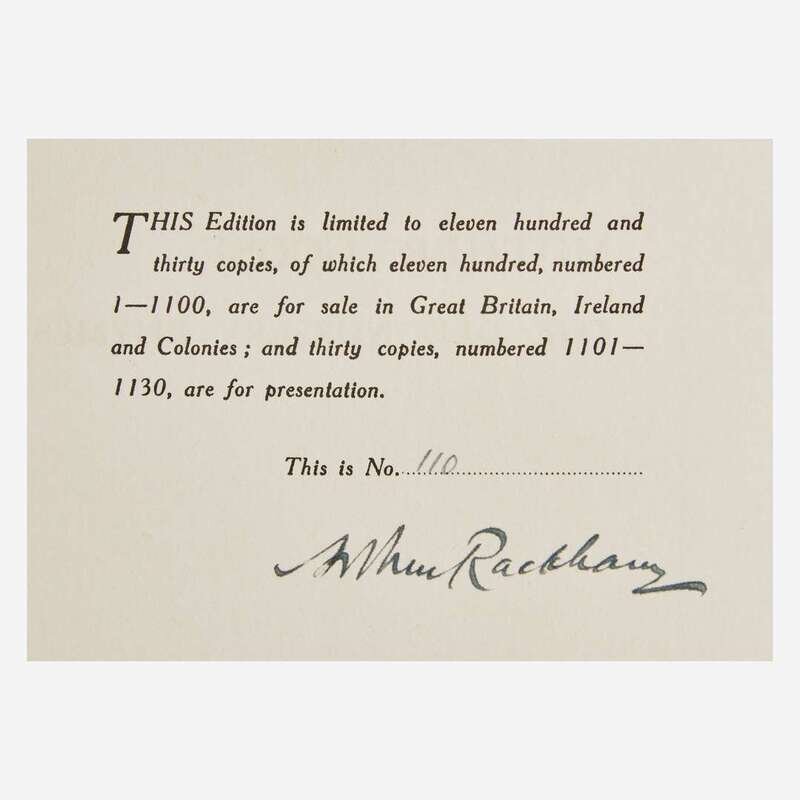 THIS Edition is limited to eleven hundred and
thirty copies, of which eleven hundred, numbered
1—1100, are for sale in Great Britain, Ireland
and Colonies; and thirty copies, numbered 1101—
1130, are for presentation.
This is No. 110
Arthur Rackham